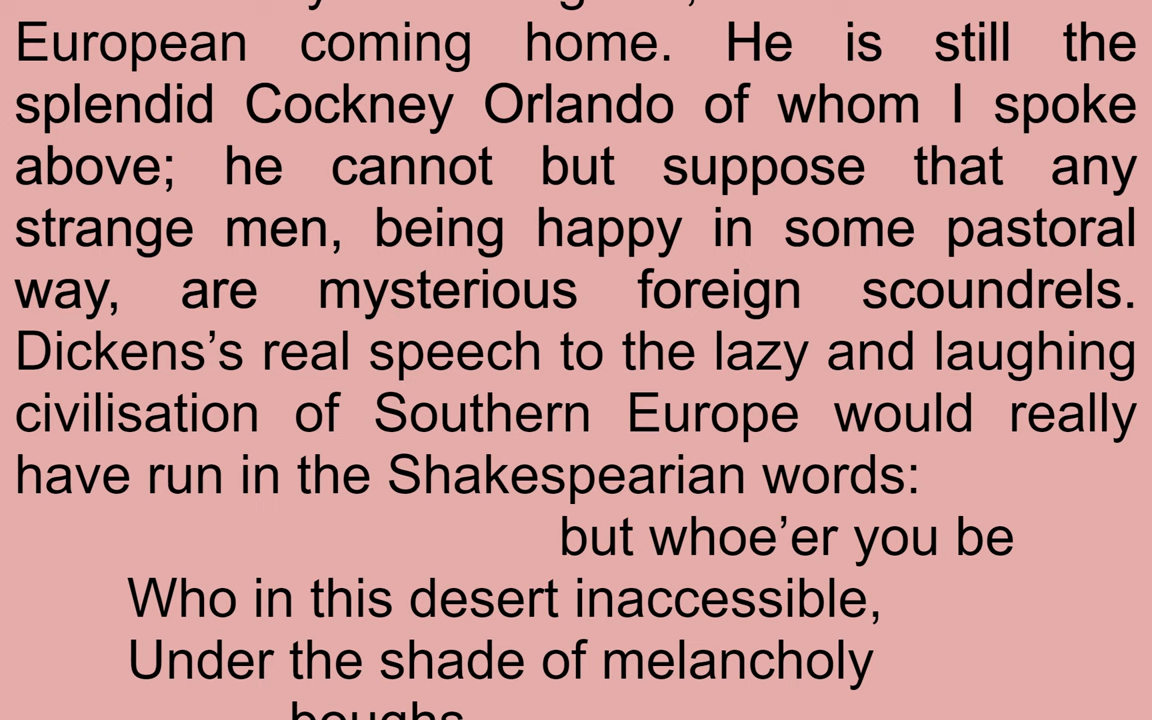 European coming home. He is still the
splendid Cockney Orlando of whom I spoke
above; he cannot but suppose that any
strange men, being happy in some pastoral
way, are mysterious foreign scoundrels.
Dickens’s real speech to the lazy and laughing
civilisation of Southern Europe would really
have run in the Shakespearian words:
but whoe’er you be
Who in this desert inaccessible,
Under the shade of melancholy
boughs